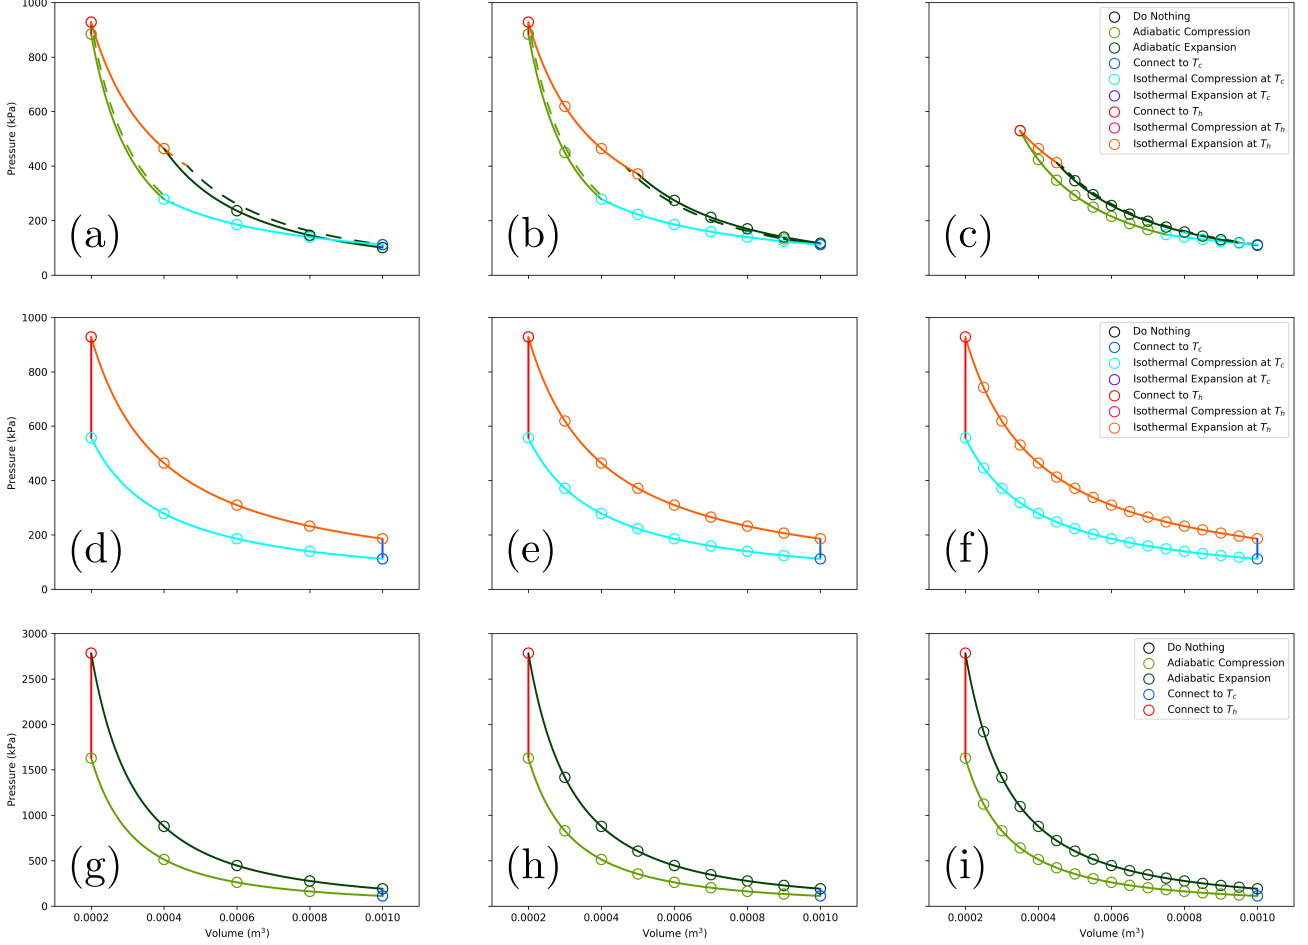 1000
800
600
400
200
0
Pressure (kPa)
(a)
(b)
(c)
Do Nothing
Adiabatic Compression
Adiabatic Expansion
Connect to T_c
Isothermal Compression at T_c
Isothermal Expansion at T_c
Connect to T_h
Isothermal Compression at T_h
Isothermal Expansion at T_h
1000
800
600
400
200
0
Pressure (kPa)
(d)
(e)
(f)
Do Nothing
Connect to T_c
Isothermal Compression at T_c
Isothermal Expansion at T_c
Connect to T_h
Isothermal Compression at T_h
Isothermal Expansion at T_h
3000
2500
2000
1500
1000
500
0
Pressure (kPa)
(g)
(h)
(i)
Do Nothing
Adiabatic Compression
Adiabatic Expansion
Connect to T_c
Connect to T_h
0.0002 0.0004 0.0006 0.0008 0.0010
Volume (m³)
0.0002 0.0004 0.0006 0.0008 0.0010
Volume (m³)
0.0002 0.0004 0.0006 0.0008 0.0010
Volume (m³)